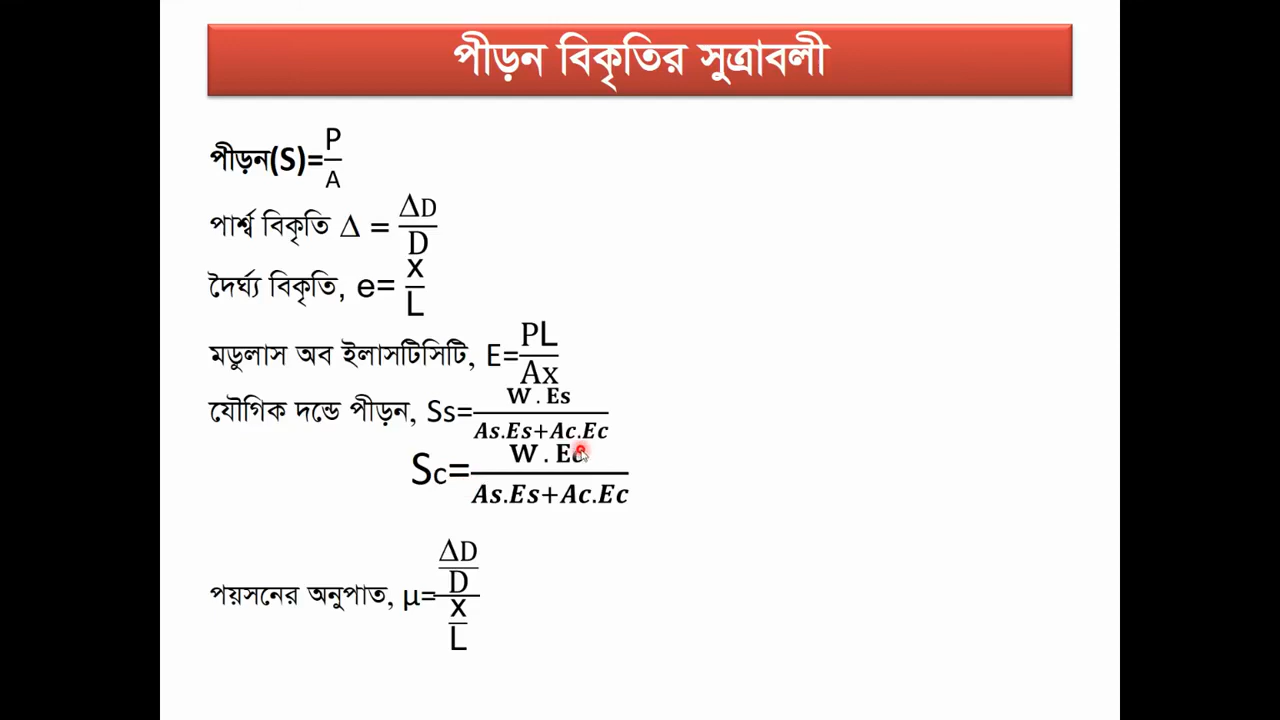 পীড়ন বিকৃতির সুত্রাবলী
পীড়ন(S)=P/A
পার্শ্ব বিকৃতি Δ = ΔD/D
দৈর্ঘ্য বিকৃতি, e= x/L
মডুলাস অব ইলাসটিসিটি, E=PL/Ax
যৌগিক দন্ডে পীড়ন, Ss=W . Es/As.Es+Ac.Ec
Sc=W . Ec/As.Es+Ac.Ec
পয়সনের অনুপাত, μ=ΔD/D/x/L